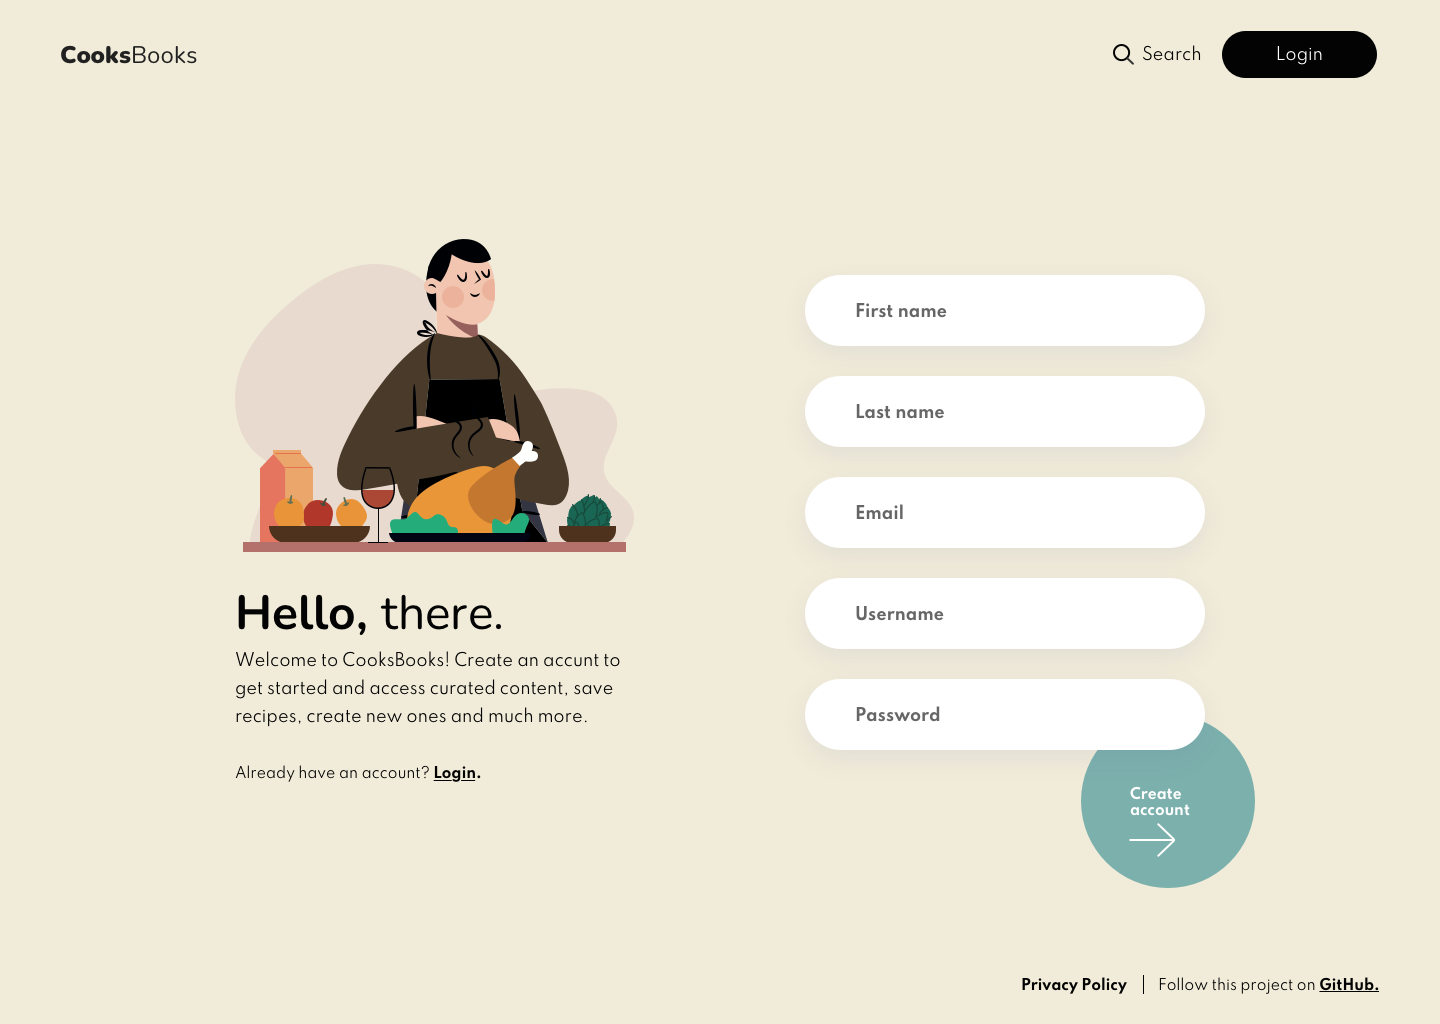 CooksBooks
Search
Login
Hello, there.
Welcome to CooksBooks! Create an accunt to
get started and access curated content, save
recipes, create new ones and much more.
Already have an account? Login.
First name
Last name
Email
Username
Password
Create
account
Privacy Policy
Follow this project on GitHub.